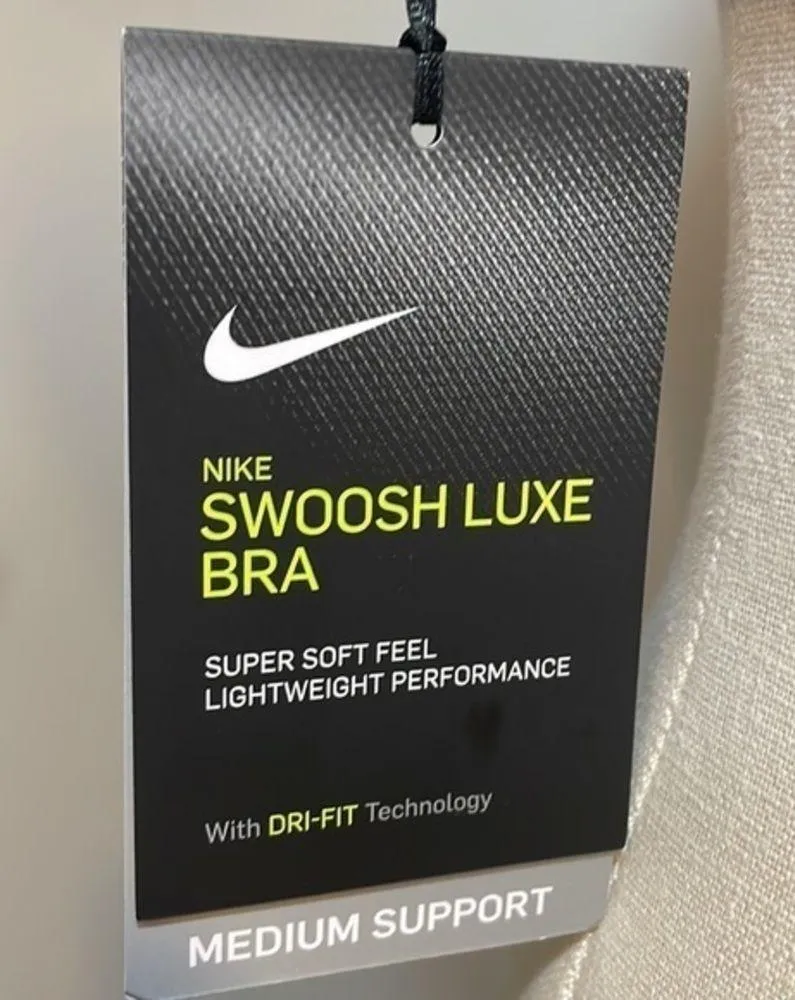 NIKE
SWOOSH LUXE
BRA
SUPER SOFT FEEL
LIGHTWEIGHT PERFORMANCE
With DRI-FIT Technology
MEDIUM SUPPORT